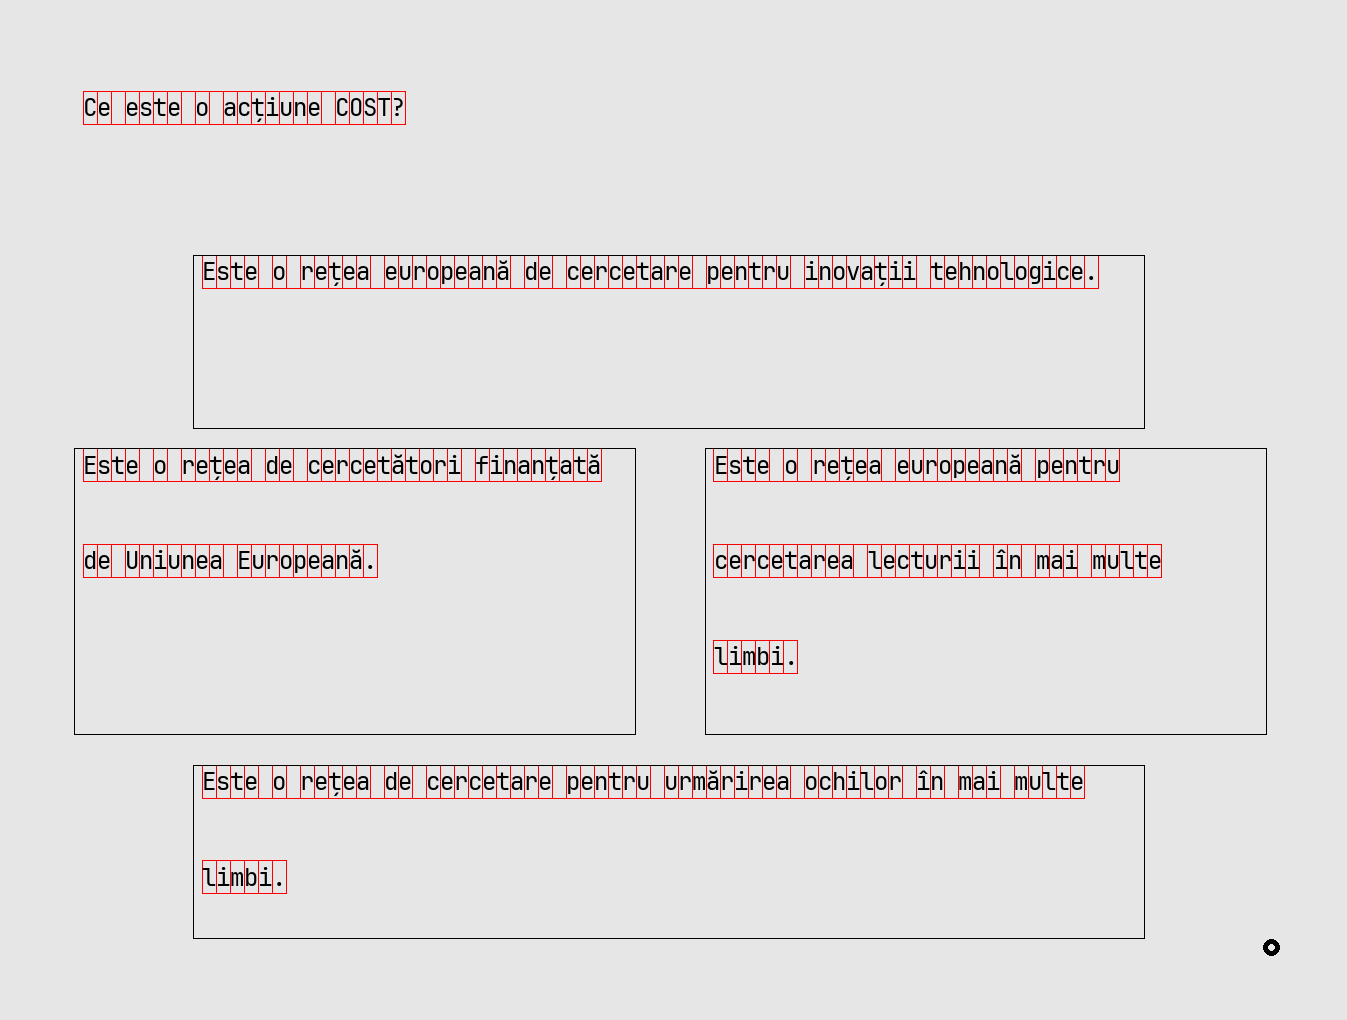 Ce este o acțiune COST?
Este o rețea europeană de cercetare pentru inovații tehnologice.
Este o rețea de cercetători finanțată
de Uniunea Europeană.
Este o rețea europeană pentru
cercetarea lecturii în mai multe
limbi.
Este o rețea de cercetare pentru urmărirea ochilor în mai multe
limbi.